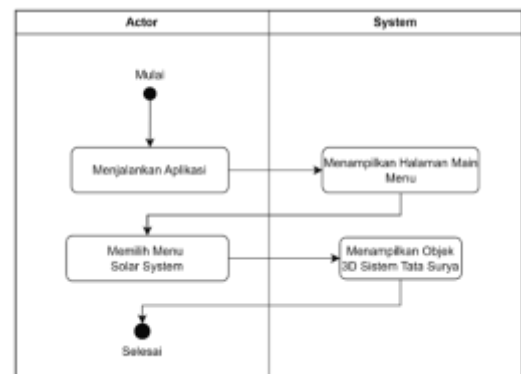 Actor
System
Mulai
Menjalankan Aplikasi
Menampilkan Halaman Main
Menu
Memilih Menu
Solar System
Menampilkan Objek
3D Sistem Tata Surya
Selesai